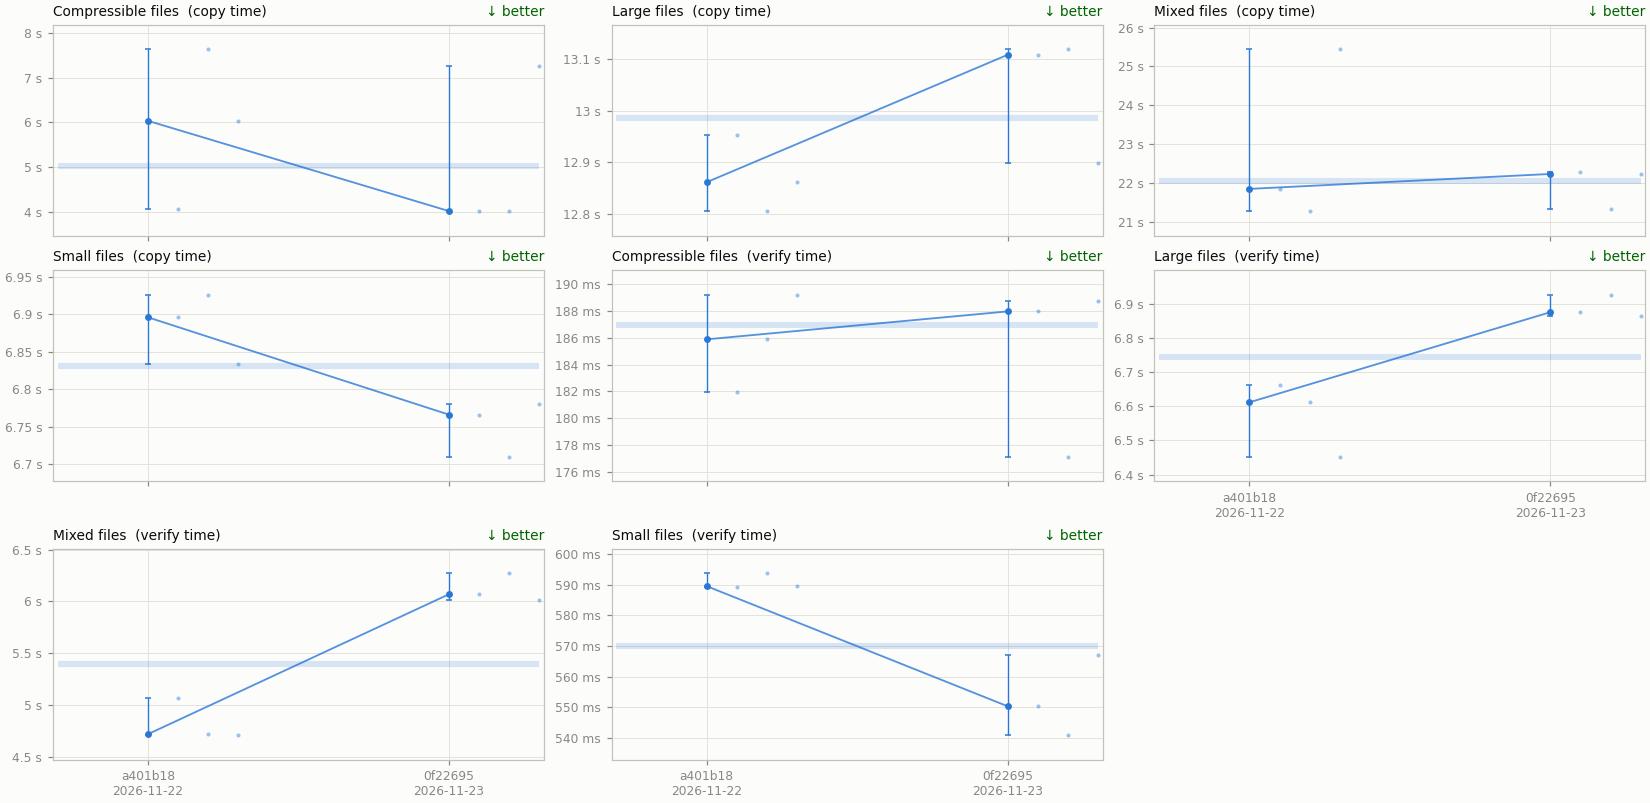 Compressible files (copy time) ↓ better
8 s
7 s
6 s
5 s
4 s
Large files (copy time) ↓ better
13.1 s
13 s
12.9 s
12.8 s
Mixed files (copy time) ↓ better
26 s
25 s
24 s
23 s
22 s
21 s
Small files (copy time) ↓ better
6.95 s
6.9 s
6.85 s
6.8 s
6.75 s
6.7 s
Compressible files (verify time) ↓ better
190 ms
188 ms
186 ms
184 ms
182 ms
180 ms
178 ms
176 ms
Large files (verify time) ↓ better
6.9 s
6.8 s
6.7 s
6.6 s
6.5 s
6.4 s
a401b18 0f22695
2026-11-22 2026-11-23
Mixed files (verify time) ↓ better
6.5 s
6 s
5.5 s
5 s
4.5 s
a401b18 0f22695
2026-11-22 2026-11-23
Small files (verify time) ↓ better
600 ms
590 ms
580 ms
570 ms
560 ms
550 ms
540 ms
a401b18 0f22695
2026-11-22 2026-11-23